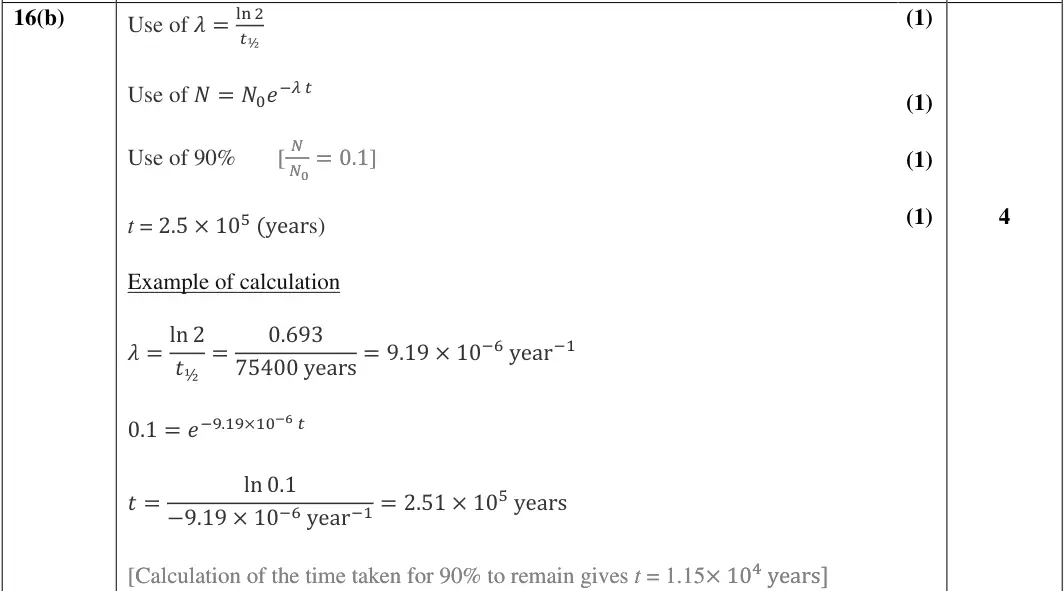 16(b) Use of λ = ln 2 / t½ (1)
Use of N = N₀e^(−λ t) (1)
Use of 90% [N/N₀ = 0.1] (1)
t = 2.5 × 10⁵ (years) (1) 4
Example of calculation
λ = ln 2 / t½ = 0.693 / 75400 years = 9.19 × 10⁻⁶ year⁻¹
0.1 = e^(−9.19×10⁻⁶ t)
t = ln 0.1 / −9.19 × 10⁻⁶ year⁻¹ = 2.51 × 10⁵ years
[Calculation of the time taken for 90% to remain gives t = 1.15× 10⁴ years]